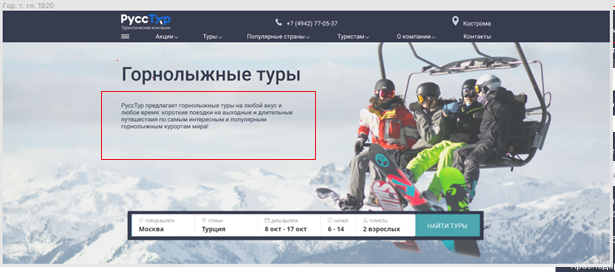 Гор. т. гл. 1920
РуссТур
Туристическая компания
+7 (4942) 77-05-37
Кострома
Акции
Туры
Популярные страны
Туристам
О компании
Контакты
Горнолыжные туры
РуссТур предлагает горнолыжные туры на любой вкус и
любое время: короткие поездки на выходные и длительные
путешествия по самым интересным и популярным
горнолыжным курортам мира!
ГОРОД ВЫЛЕТА
СТРАНА
ДАТЫ ВЫЛЕТА
НОЧЕЙ
ТУРИСТЫ
Москва
Турция
8 окт - 17 окт
6 - 14
2 взрослых
НАЙТИ ТУРЫ